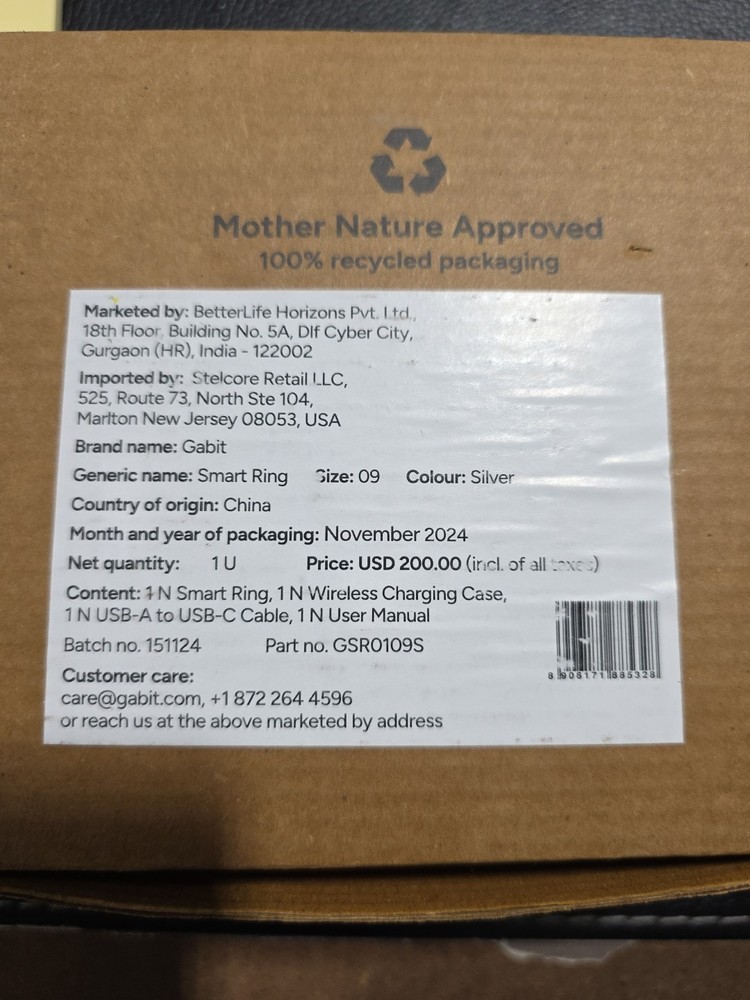 Mother Nature Approved
100% recycled packaging
Marketed by: BetterLife Horizons Pvt. Ltd.,
18th Floor, Building No. 5A, Dlf Cyber City,
Gurgaon (HR), India - 122002
Imported by: Stelcore Retail LLC,
525, Route 73, North Ste 104,
Marlton New Jersey 08053, USA
Brand name: Gabit
Generic name: Smart Ring Size: 09 Colour: Silver
Country of origin: China
Month and year of packaging: November 2024
Net quantity: 1 U Price: USD 200.00 (incl. of all taxes)
Content: 1 N Smart Ring, 1 N Wireless Charging Case,
1 N USB-A to USB-C Cable, 1 N User Manual
Batch no. 151124 Part no. GSR0109S
8 908171 885328
Customer care:
care@gabit.com, +1 872 264 4596
or reach us at the above marketed by address